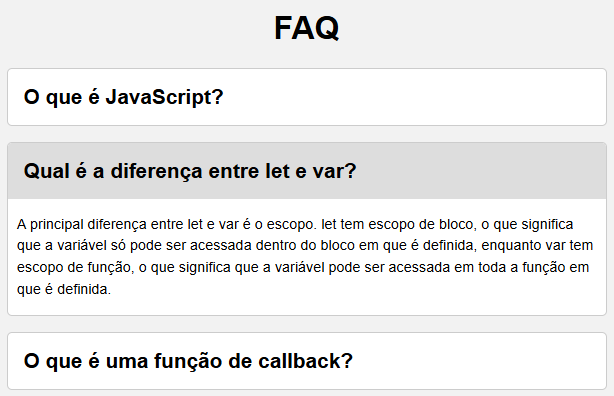 FAQ
O que é JavaScript?
Qual é a diferença entre let e var?
A principal diferença entre let e var é o escopo. let tem escopo de bloco, o que significa
que a variável só pode ser acessada dentro do bloco em que é definida, enquanto var tem
escopo de função, o que significa que a variável pode ser acessada em toda a função em
que é definida.
O que é uma função de callback?